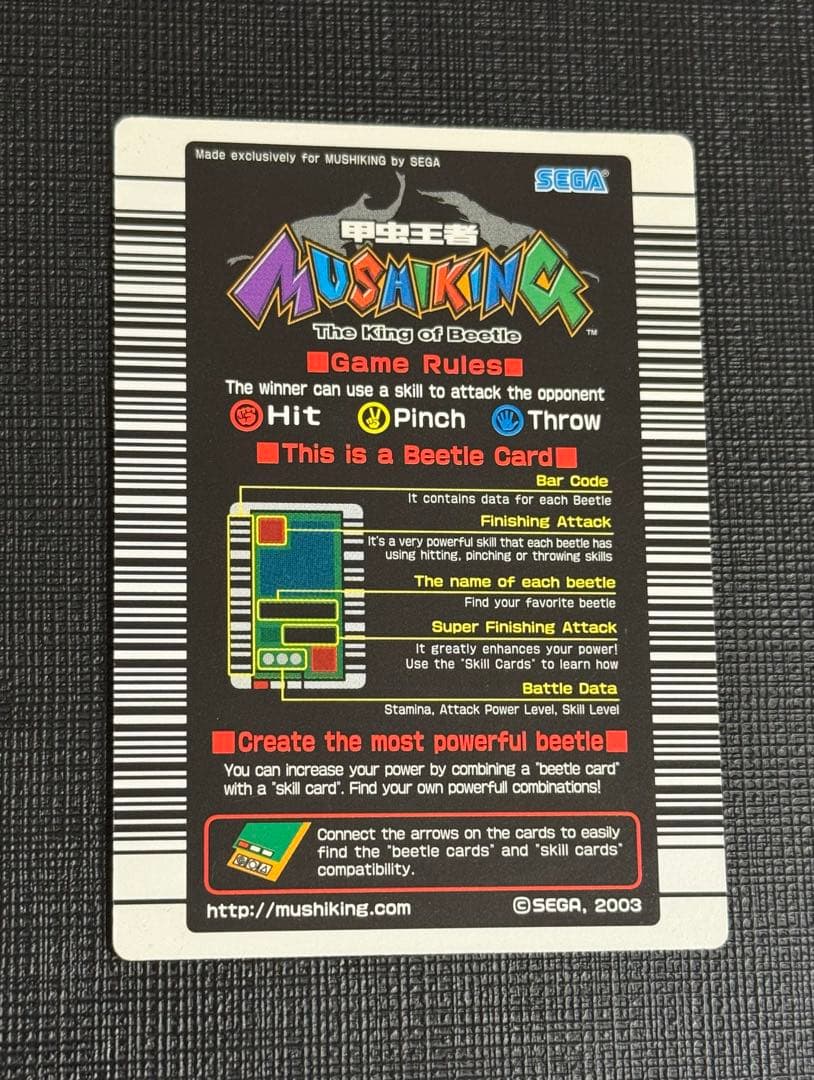 Made exclusively for MUSHIKING by SEGA
SEGA®
甲虫王者
MUSHIKING
The King of Beetle ™
■Game Rules■
The winner can use a skill to attack the opponent
Hit Pinch Throw
■This is a Beetle Card■
Bar Code
It contains data for each Beetle
Finishing Attack
It's a very powerful skill that each beetle has
using hitting, pinching or throwing skills
The name of each beetle
Find your favorite beetle
Super Finishing Attack
It greatly enhances your power!
Use the "Skill Cards" to learn how
Battle Data
Stamina, Attack Power Level, Skill Level
■Create the most powerful beetle■
You can increase your power by combining a "beetle card"
with a "skill card". Find your own powerfull combinations!
Connect the arrows on the cards to easily
find the "beetle cards" and "skill cards"
compatibility.
http://mushiking.com ©SEGA, 2003